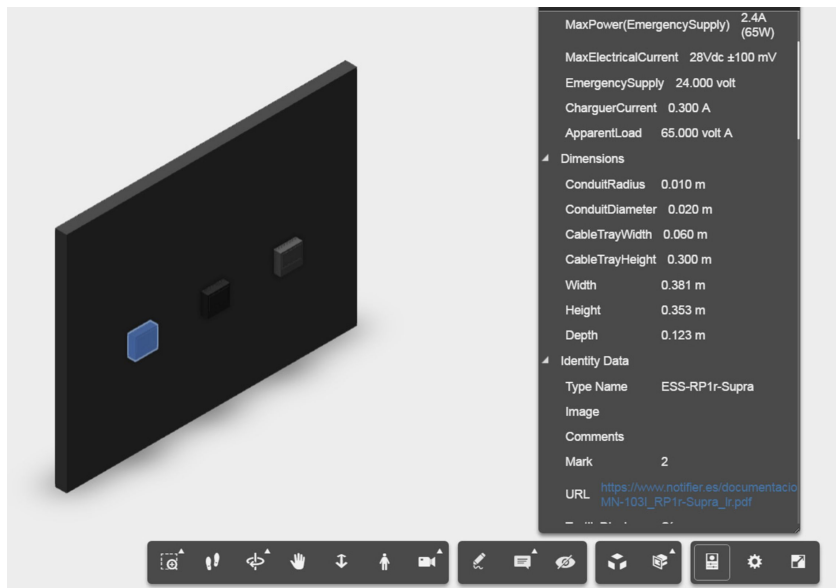 MaxPower(EmergencySupply) 2.4A
(65W)
MaxElectricalCurrent 28Vdc ±100 mV
EmergencySupply 24.000 volt
CharguerCurrent 0.300 A
ApparentLoad 65.000 volt A
Dimensions
ConduitRadius 0.010 m
ConduitDiameter 0.020 m
CableTrayWidth 0.060 m
CableTrayHeight 0.300 m
Width 0.381 m
Height 0.353 m
Depth 0.123 m
Identity Data
Type Name ESS-RP1r-Supra
Image
Comments
Mark 2
URL https://www.notifier.es/documentacio
MN-103I_RP1r-Supra_lr.pdf